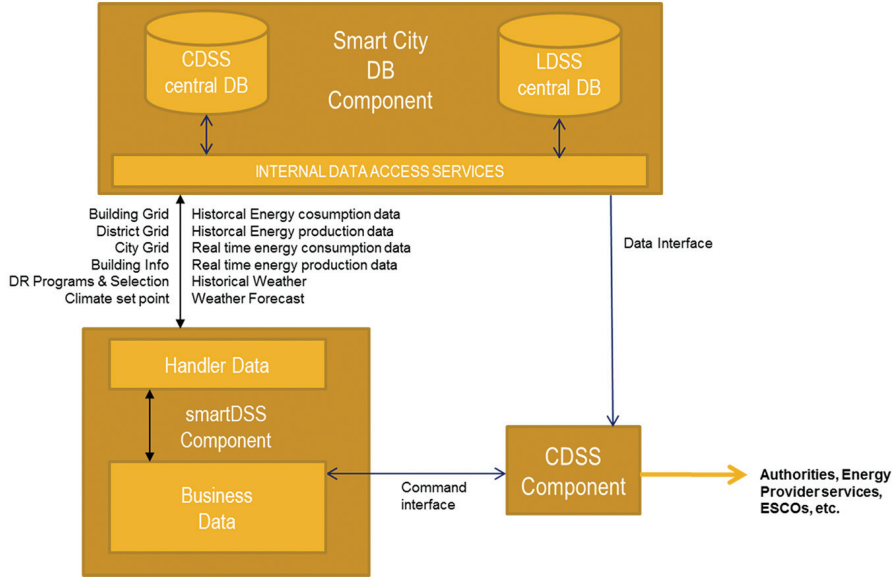 CDSS
central DB
Smart City
DB
Component
LDSS
central DB
INTERNAL DATA ACCESS SERVICES
Building Grid
District Grid
City Grid
Building Info
DR Programs & Selection
Climate set point
Historcal Energy cosumption data
Historcal Energy production data
Real time energy consumption data
Real time energy production data
Historical Weather
Weather Forecast
Data Interface
Handler Data
smartDSS
Component
Business
Data
Command
interface
CDSS
Component
Authorities, Energy
Provider services,
ESCOs, etc.